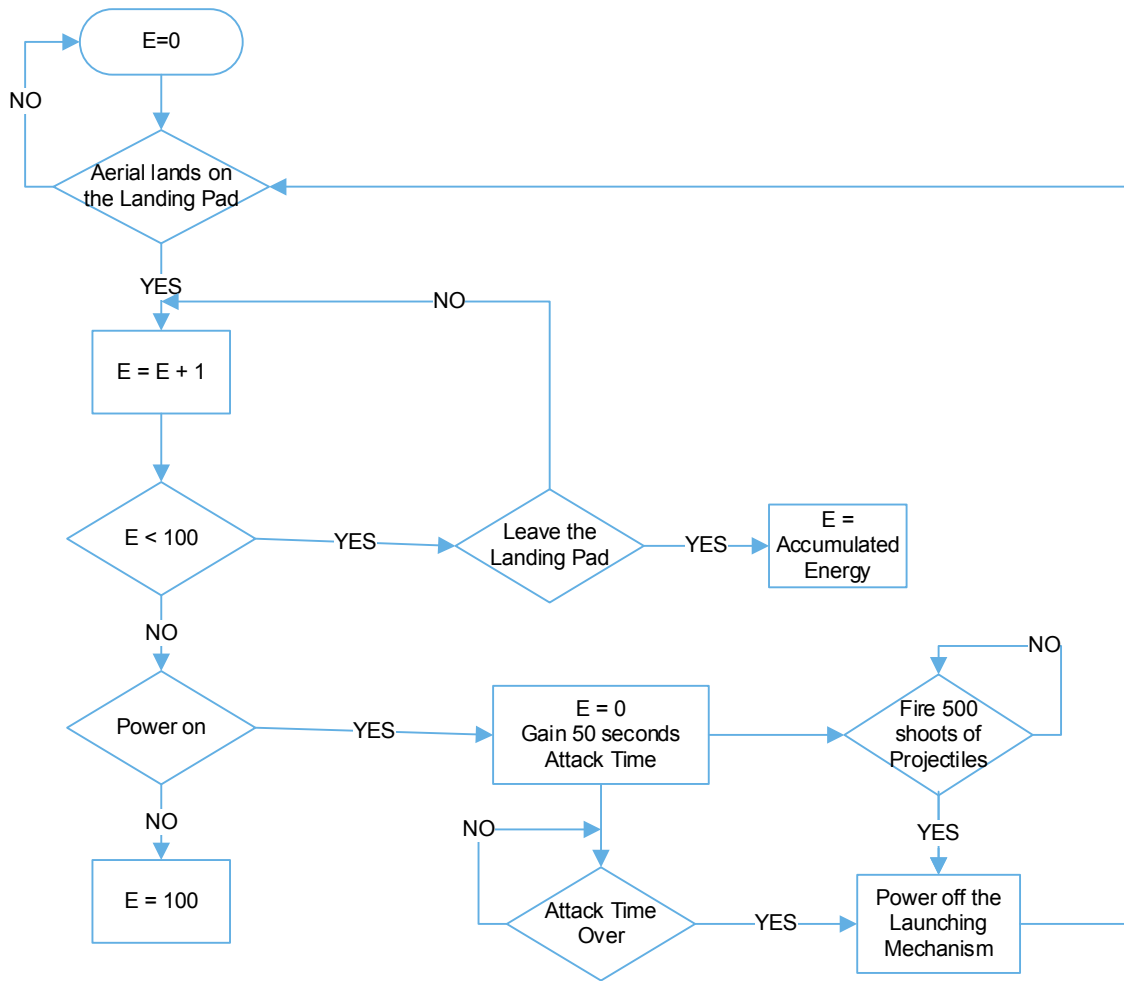 E=0
NO
Aerial lands on
the Landing Pad
YES
NO
E = E + 1
E < 100
YES
Leave the
Landing Pad
YES
E =
Accumulated
Energy
NO
Power on
YES
E = 0
Gain 50 seconds
Attack Time
NO
Fire 500
shoots of
Projectiles
NO
NO
YES
E = 100
Attack Time
Over
YES
Power off the
Launching
Mechanism